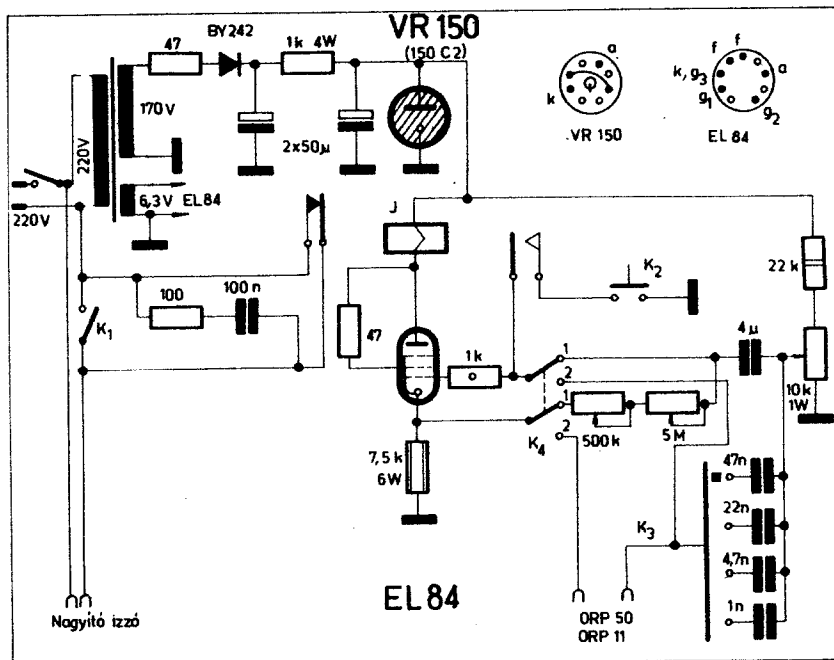 VR 150
(150 C2)
BY242
47
1k 4W
170V
220V
6,3V EL84
220V
2x50µ
a
k
VR 150
f f
k, g3
a
g1
g2
EL 84
J
K2
22 k
100
100 n
K1
47
1k
1
2
1
2
4 µ
10k
1W
K4
500 k
5 M
7,5 k
6W
47n
22n
4,7n
1n
K3
EL 84
ORP 50
ORP 11
Nagyító izzó